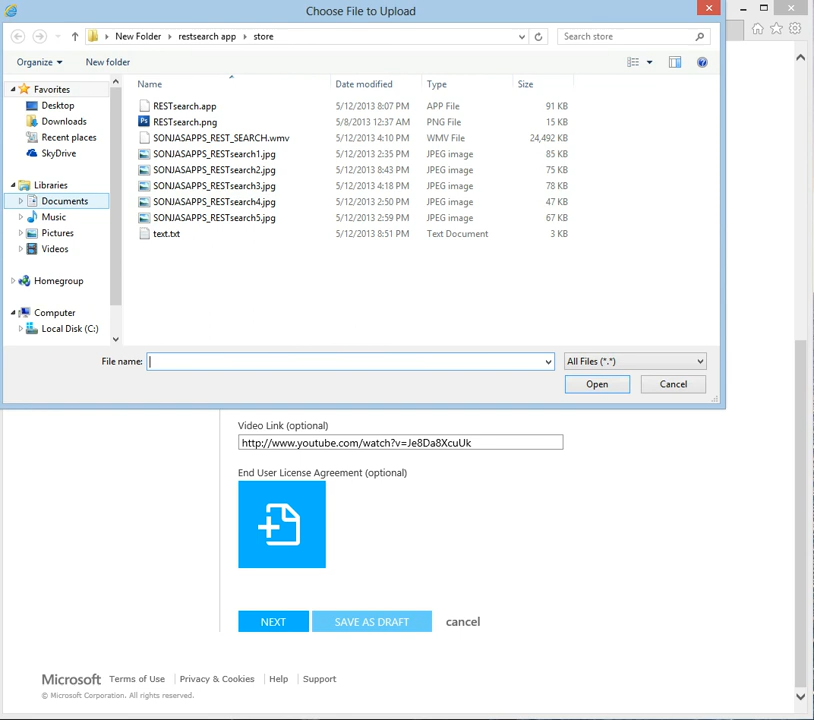 Choose File to Upload
New Folder restsearch app store
Search store
Organize New folder
Name Date modified Type Size
Favorites
Desktop
Downloads
Recent places
SkyDrive
Libraries
Documents
Music
Pictures
Videos
Homegroup
Computer
Local Disk (C:)
RESTsearch.app 5/12/2013 8:07 PM APP File 91 KB
RESTsearch.png 5/8/2013 12:37 AM PNG File 15 KB
SONJASAPPS_REST_SEARCH.wmv 5/12/2013 4:10 PM WMV File 24,492 KB
SONJASAPPS_RESTsearch1.jpg 5/12/2013 2:35 PM JPEG image 85 KB
SONJASAPPS_RESTsearch2.jpg 5/12/2013 8:43 PM JPEG image 75 KB
SONJASAPPS_RESTsearch3.jpg 5/12/2013 4:18 PM JPEG image 78 KB
SONJASAPPS_RESTsearch4.jpg 5/12/2013 2:50 PM JPEG image 47 KB
SONJASAPPS_RESTsearch5.jpg 5/12/2013 2:59 PM JPEG image 67 KB
text.txt 5/12/2013 8:51 PM Text Document 3 KB
File name: All Files (*.*)
Open Cancel
Video Link (optional)
http://www.youtube.com/watch?v=Je8Da8XcuUk
End User License Agreement (optional)
NEXT SAVE AS DRAFT cancel
Microsoft Terms of Use Privacy & Cookies Help Support
© Microsoft Corporation. All rights reserved.